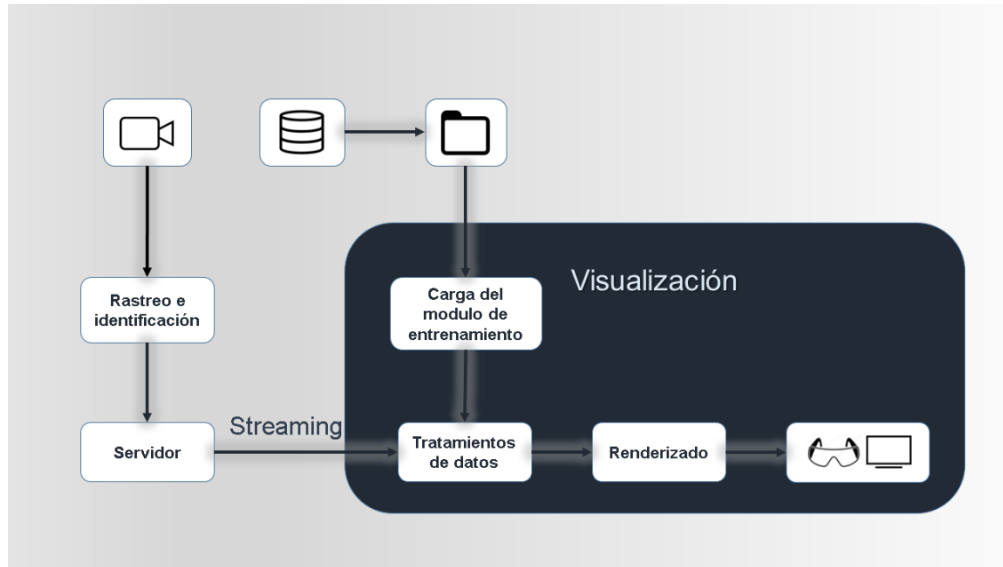 Visualización
Rastreo e
identificación
Carga del
modulo de
entrenamiento
Streaming
Servidor
Tratamientos
de datos
Renderizado